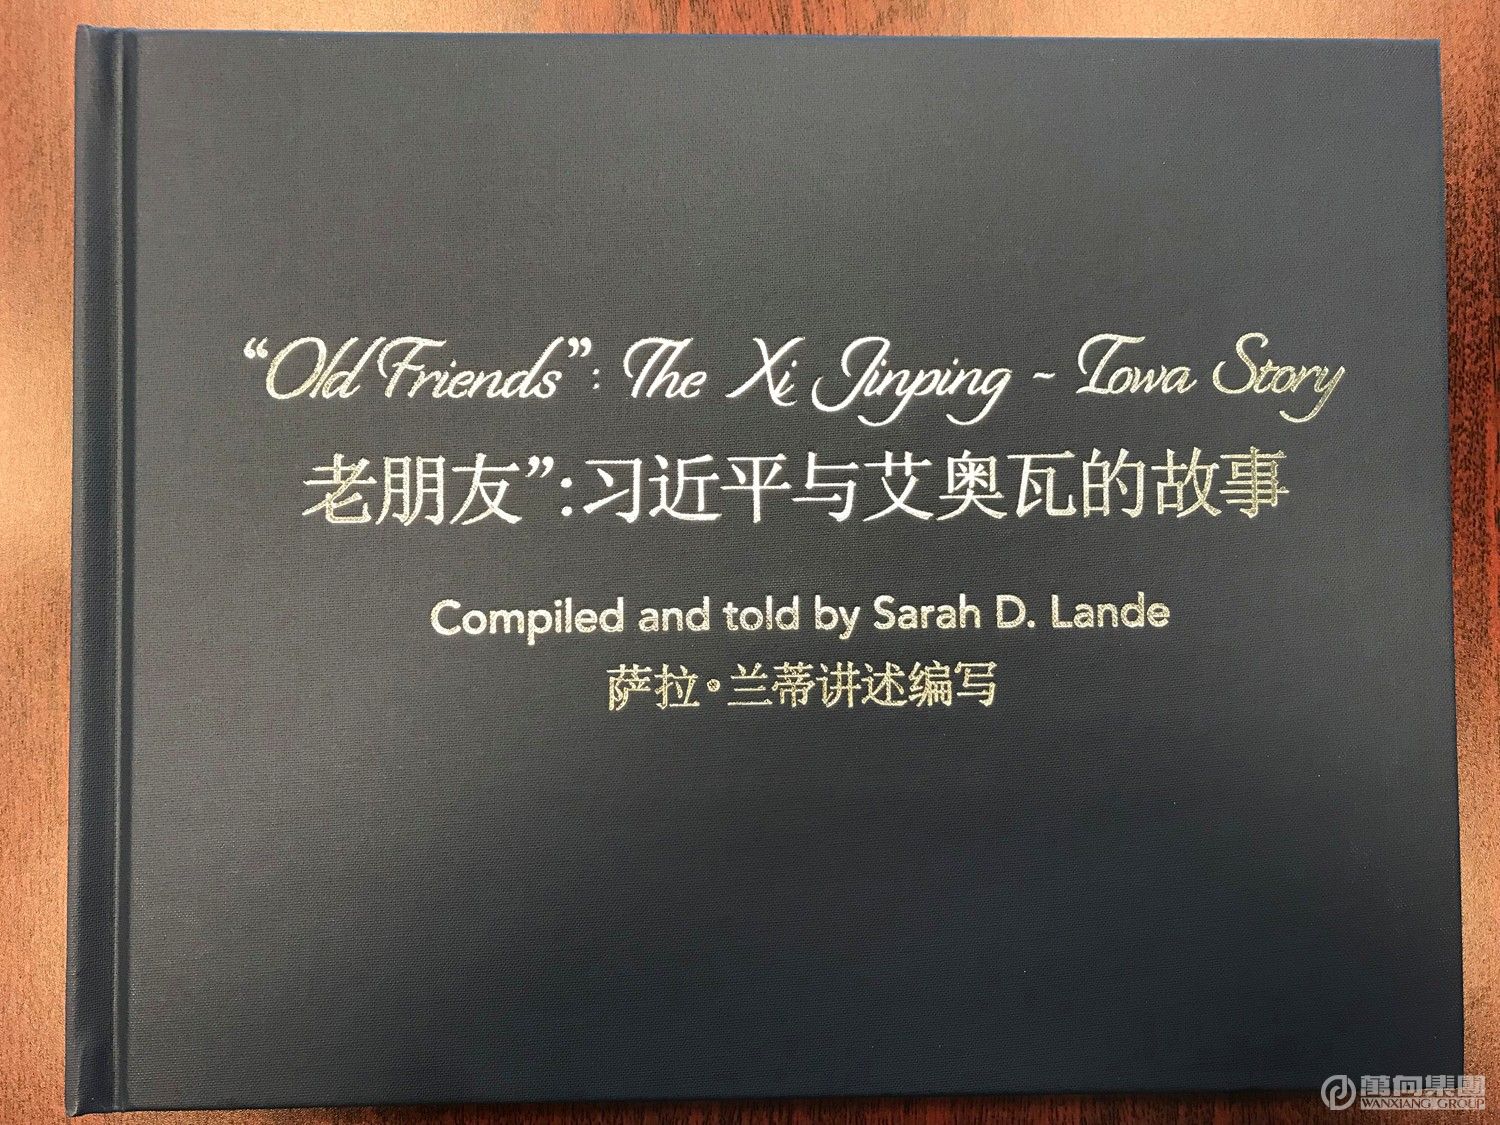 “Old Friends”: The Xi Jinping ~ Iowa Story
老朋友”:习近平与艾奥瓦的故事
Compiled and told by Sarah D. Lande
萨拉·兰蒂讲述编写
萬向集團
WANXIANG GROUP